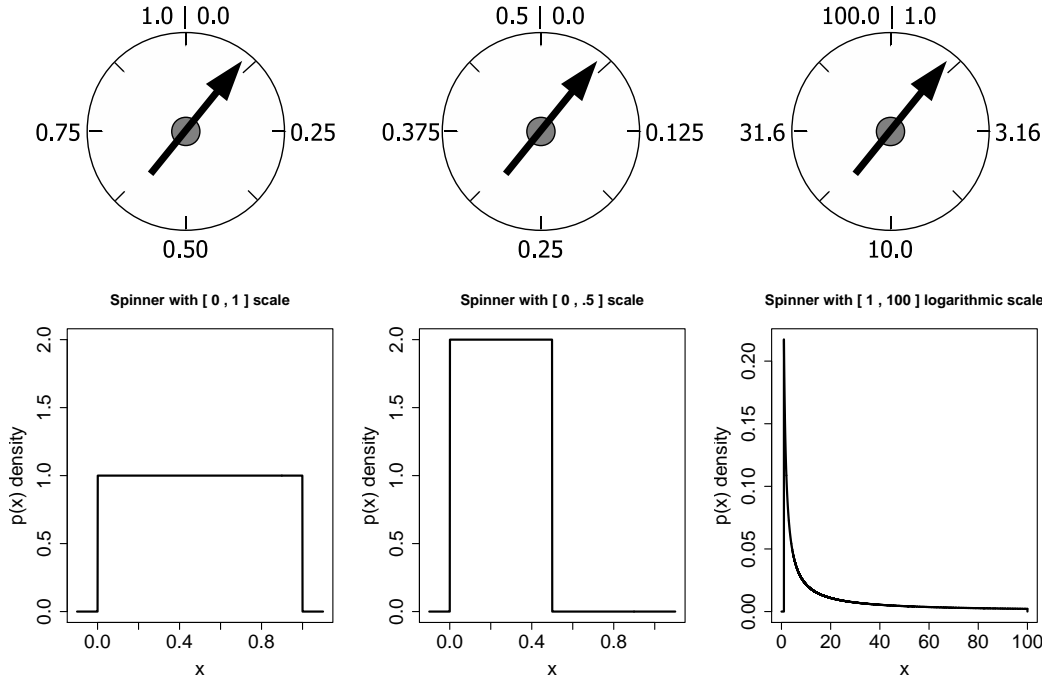 1.0 | 0.0
0.75
0.25
0.50
0.5 | 0.0
0.375
0.125
0.25
100.0 | 1.0
31.6
3.16
10.0
Spinner with [ 0 , 1 ] scale
p(x) density
2.0
1.5
1.0
0.5
0.0
0.0 0.4 0.8
x
Spinner with [ 0 , .5 ] scale
p(x) density
2.0
1.5
1.0
0.5
0.0
0.0 0.4 0.8
x
Spinner with [ 1 , 100 ] logarithmic scale
p(x) density
0.20
0.15
0.10
0.05
0.00
0 20 40 60 80 100
x